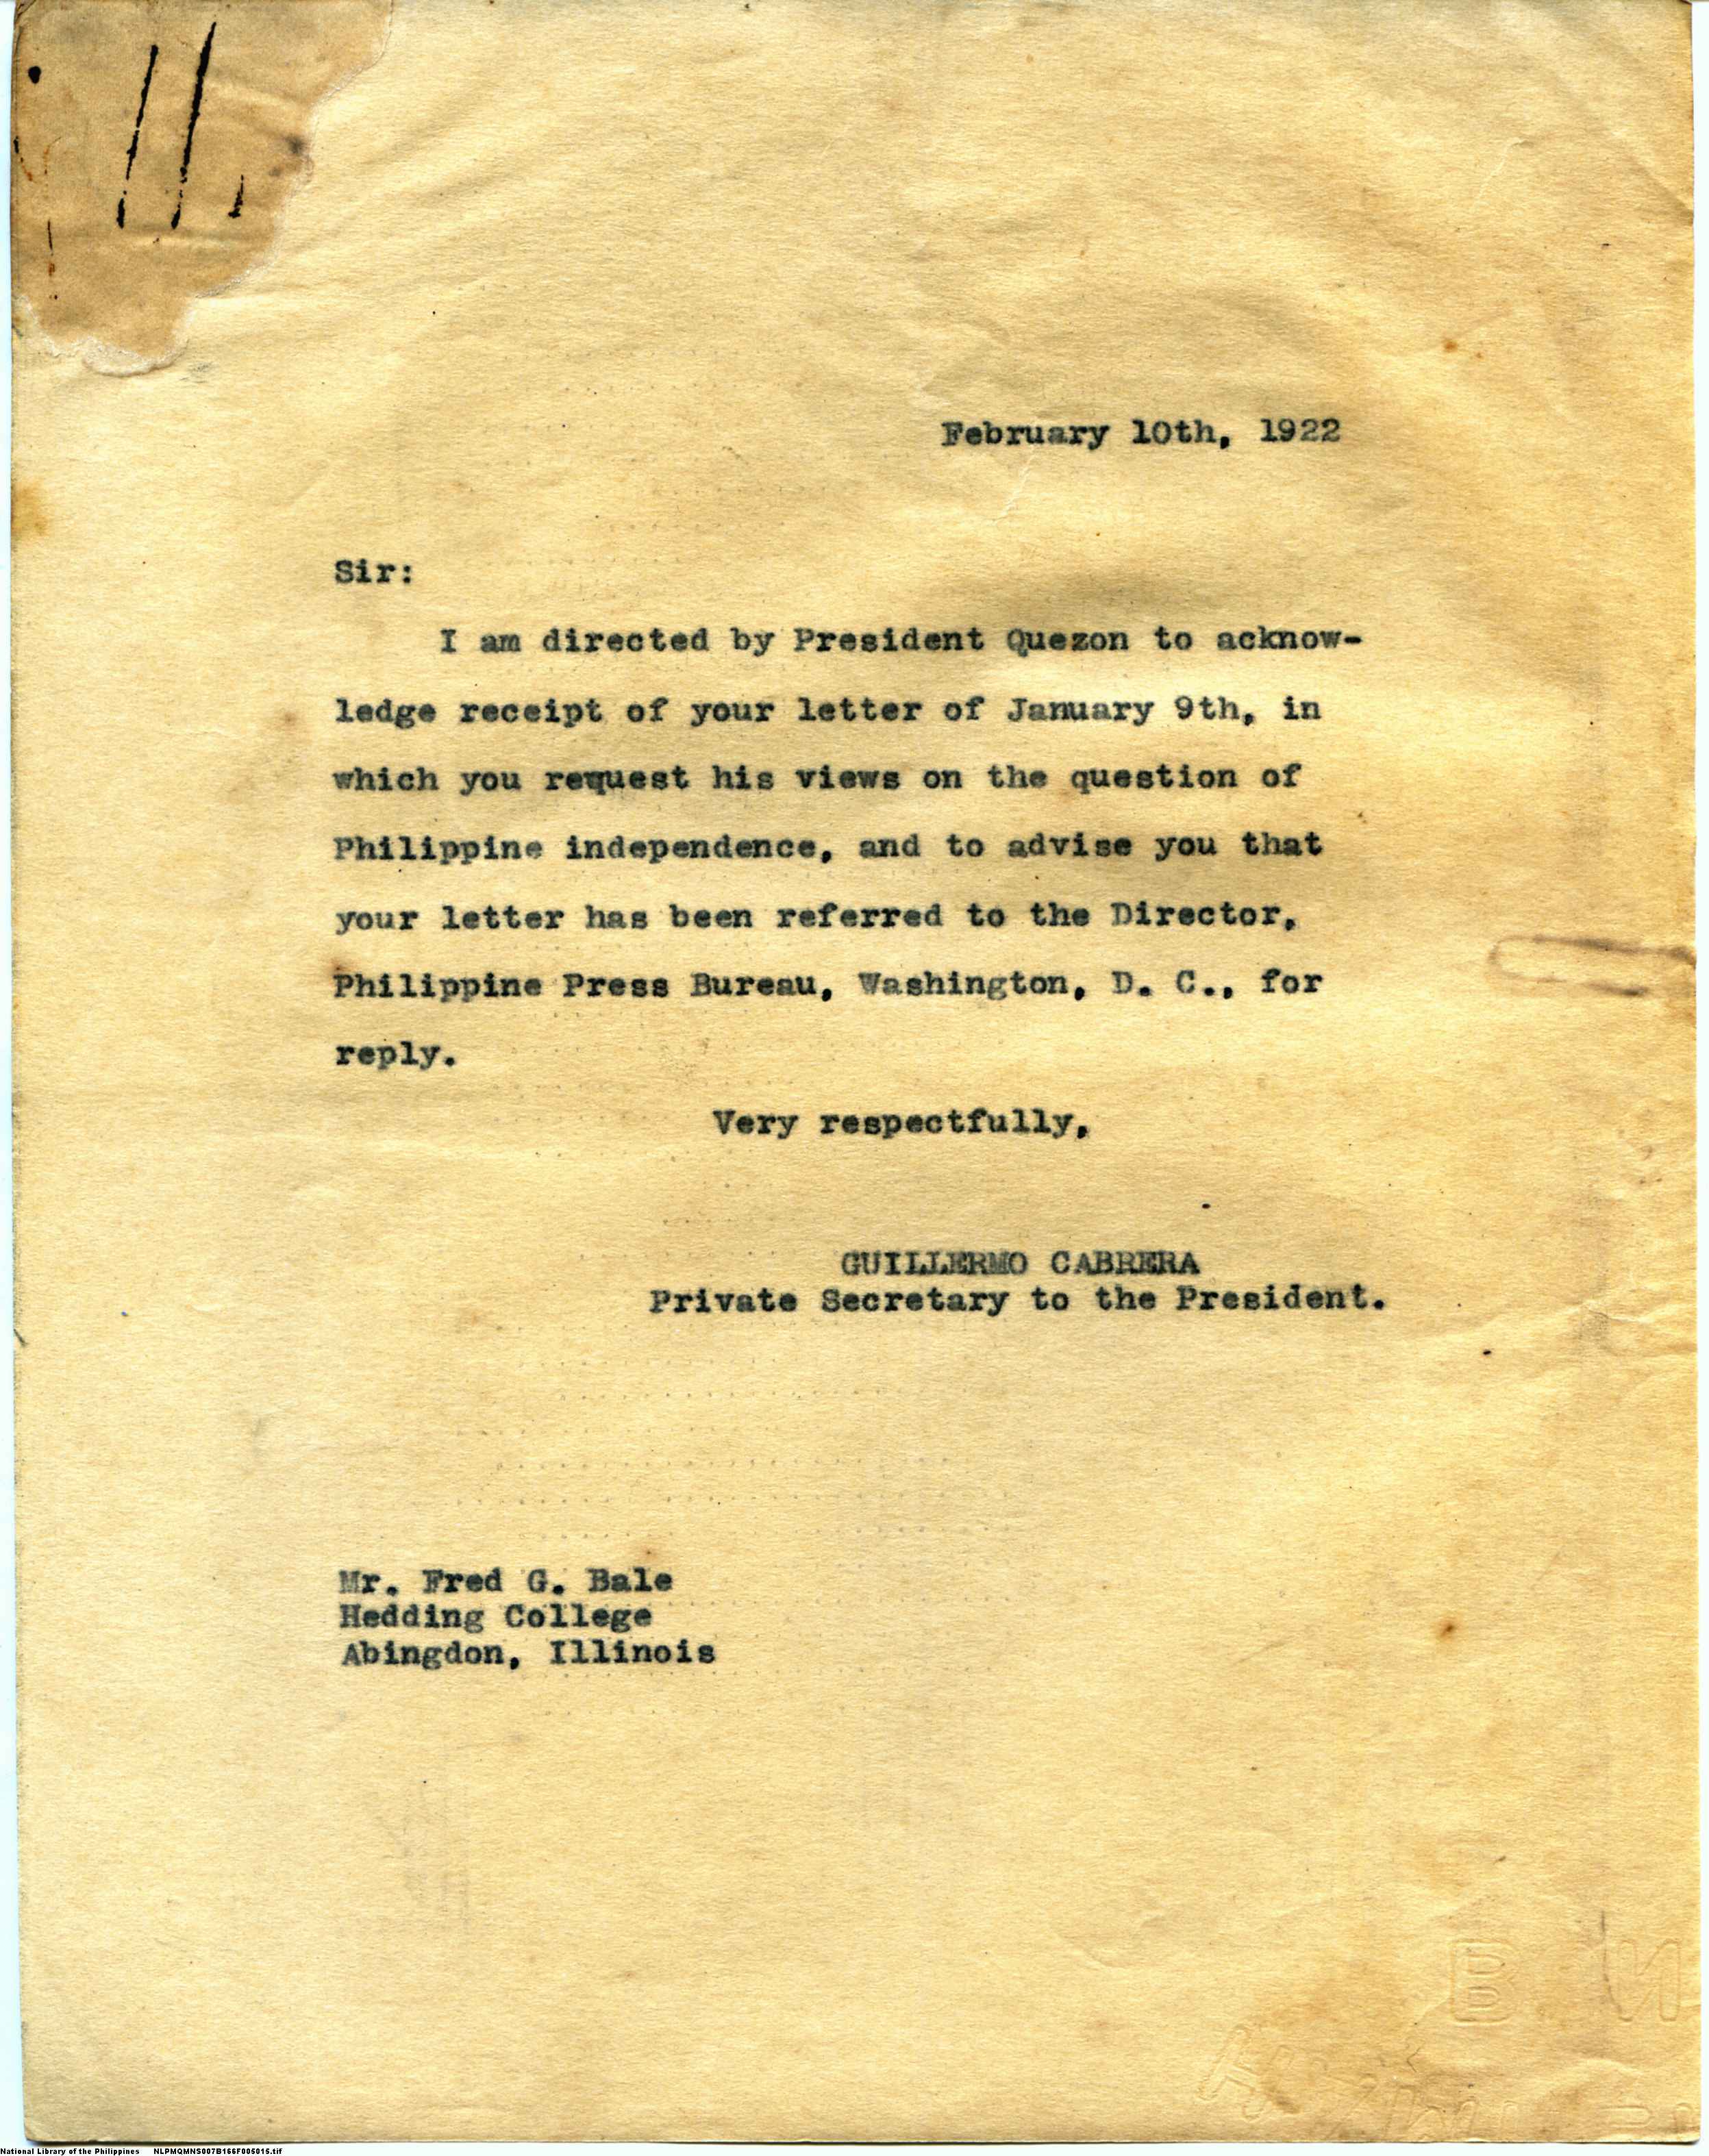 February 10th, 1922
Sir:
I am directed by President Quezon to acknow-
ledge receipt of your letter of January 9th, in
which you request his views on the question of
Philippine independence, and to advise you that
your letter has been referred to the Director,
Philippine Press Bureau, Washington, D. C., for
reply.
Very respectfully,
GUILLERMO CABRERA
Private Secretary to the President.
Mr. Fred G. Bale
Hedding College
Abingdon, Illinois
National Library of the Philippines NLPMQMNS007B166F005015.tif